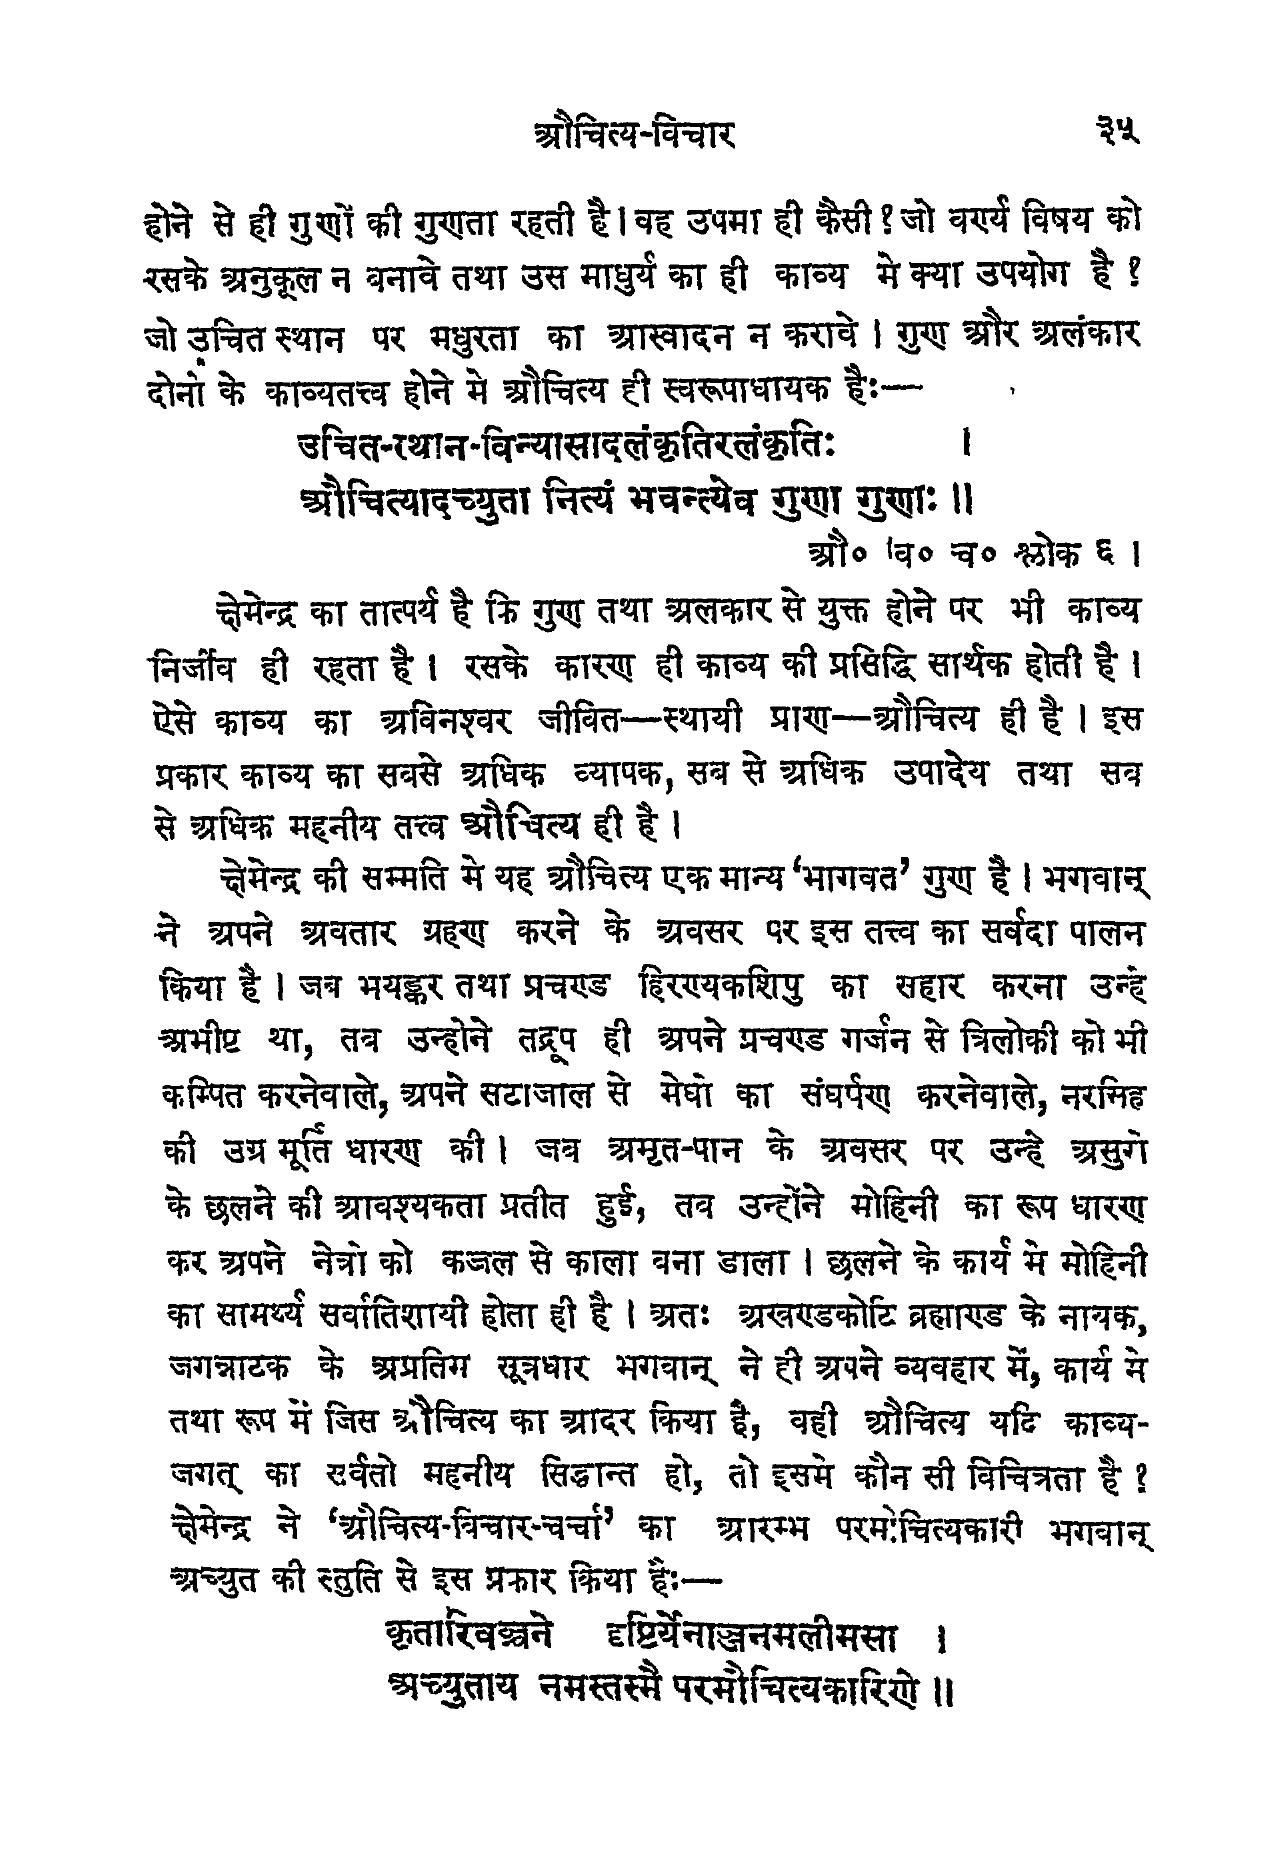 औचित्य-विचार ३५
होने से ही गुणों की गुणता रहती है। वह उपमा ही कैसी? जो वर्ण्य विषय को
रसके अनुकूल न बनावे तथा उस माधुर्य का ही काव्य मे क्या उपयोग है ?
जो उचित स्थान पर मधुरता का आस्वादन न करावे । गुण और अलंकार
दोनो के काव्यतत्त्व होने मे औचित्य ही स्वरूपाधायक है:—
उचित-स्थान-विन्यासादलंकृतिरलंकृतिः ।
औचित्यादच्युता नित्यं भवन्त्येव गुणा गुणाः ॥
औ० वि० च० श्लोक ६ ।
क्षेमेन्द्र का तात्पर्य है कि गुण तथा अलकार से युक्त होने पर भी काव्य
निर्जीव ही रहता है । रसके कारण ही काव्य की प्रसिद्धि सार्थक होती है ।
ऐसे काव्य का अविनश्वर जीवित—स्थायी प्राण—औचित्य ही है । इस
प्रकार काव्य का सबसे अधिक व्यापक, सब से अधिक उपादेय तथा सब
से अधिक महनीय तत्त्व औचित्य ही है ।
क्षेमेन्द्र की सम्मति मे यह औचित्य एक मान्य ‘भागवत’ गुण है । भगवान्
ने अपने अवतार ग्रहण करने के अवसर पर इस तत्त्व का सर्वदा पालन
किया है । जब भयङ्कर तथा प्रचण्ड हिरण्यकशिपु का सहार करना उन्हे
अभीष्ट था, तब उन्होने तद्रूप ही अपने प्रचण्ड गर्जन से त्रिलोकी को भी
कम्पित करनेवाले, अपने सटाजाल से मेघो का संघर्षण करनेवाले, नरसिह
की उग्र मूर्ति धारण की । जब अमृत-पान के अवसर पर उन्हे असुरो
के छलने की आवश्यकता प्रतीत हुई, तब उन्होंने मोहिनी का रूप धारण
कर अपने नेत्रो को कज्जल से काला बना डाला । छलने के कार्य मे मोहिनी
का सामर्थ्य सर्वातिशायी होता ही है । अतः अखण्डकोटि ब्रह्माण्ड के नायक,
जगन्नाटक के अप्रतिम सूत्रधार भगवान् ने ही अपने व्यवहार में, कार्य मे
तथा रूप में जिस औचित्य का आदर किया है, वही औचित्य यदि काव्य-
जगत् का सर्वतो महनीय सिद्धान्त हो, तो इसमे कौन सी विचित्रता है ?
क्षेमेन्द्र ने ‘औचित्य-विचार-चर्चा’ का आरम्भ परमौचित्यकारी भगवान्
अच्युत की स्तुति से इस प्रकार किया है:—
कृतारिवञ्चने दृष्टिर्येनाञ्जनमलीमसा ।
अच्युताय नमस्तस्मै परमौचित्यकारिणे ॥